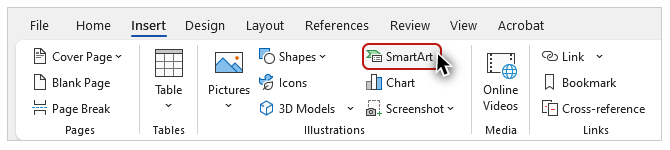 File Home Insert Design Layout References Review View Acrobat
Cover Page
Blank Page
Page Break
Pages
Table
Tables
Pictures
Shapes
Icons
3D Models
SmartArt
Chart
Screenshot
Illustrations
Online
Videos
Media
Link
Bookmark
Cross-reference
Links